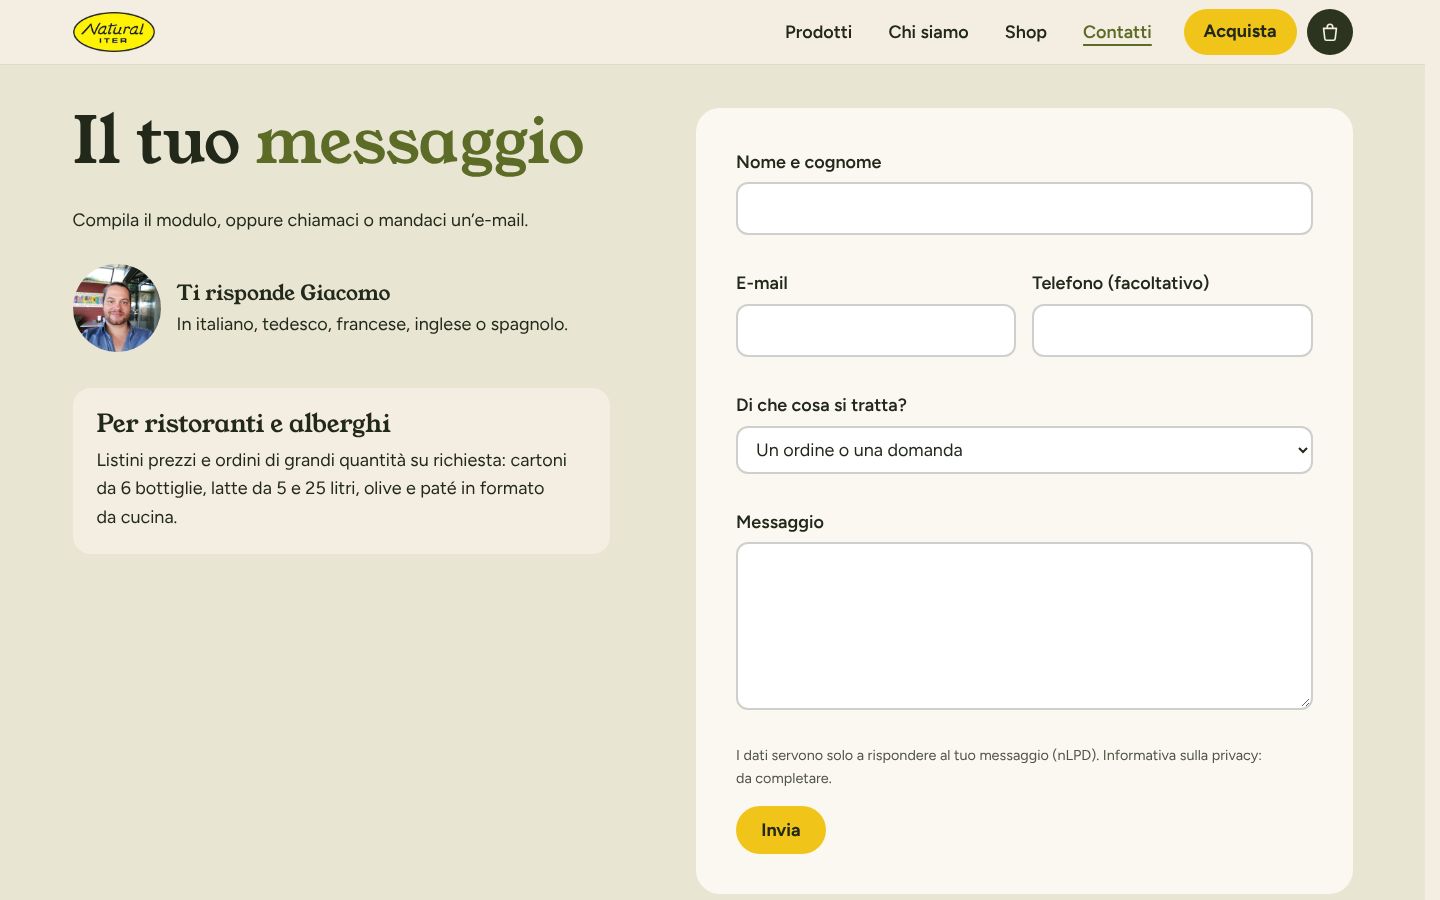 Natural
ITER
Prodotti
Chi siamo
Shop
Contatti
Acquista
Il tuo messaggio
Compila il modulo, oppure chiamaci o mandaci un’e-mail.
Ti risponde Giacomo
In italiano, tedesco, francese, inglese o spagnolo.
Per ristoranti e alberghi
Listini prezzi e ordini di grandi quantità su richiesta: cartoni
da 6 bottiglie, latte da 5 e 25 litri, olive e paté in formato
da cucina.
Nome e cognome
E-mail
Telefono (facoltativo)
Di che cosa si tratta?
Un ordine o una domanda
Messaggio
I dati servono solo a rispondere al tuo messaggio (nLPD). Informativa sulla privacy:
da completare.
Invia